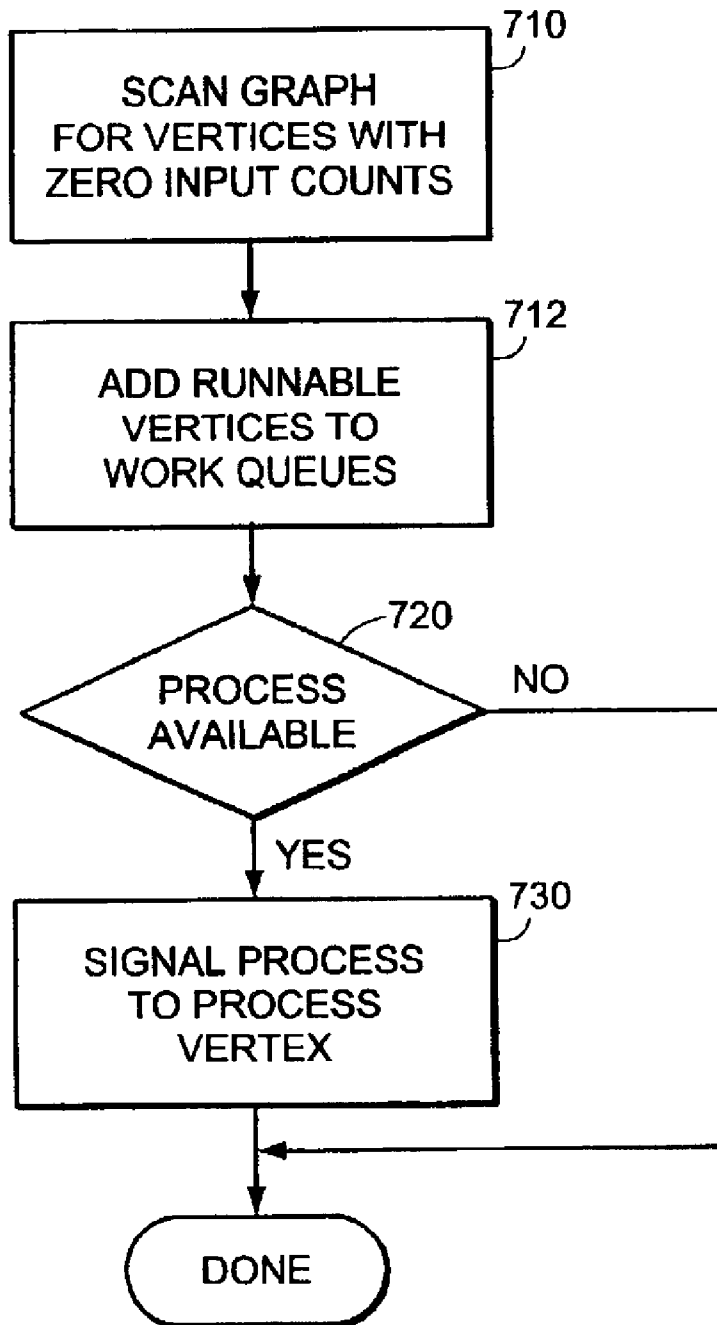 710
SCAN GRAPH
FOR VERTICES WITH
ZERO INPUT COUNTS
712
ADD RUNNABLE
VERTICES TO
WORK QUEUES
720
PROCESS
AVAILABLE
NO
YES
730
SIGNAL PROCESS
TO PROCESS
VERTEX
DONE